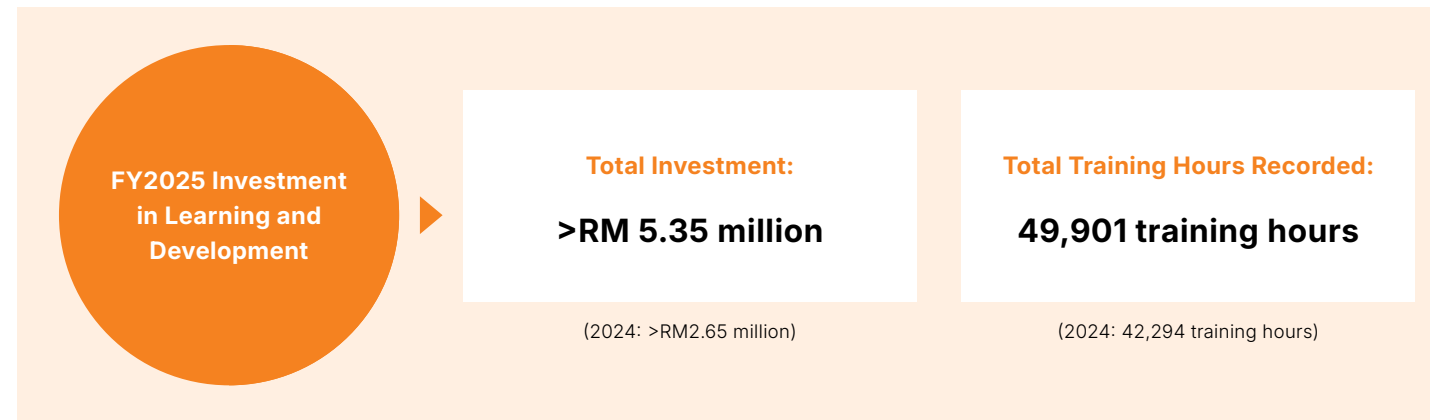 FY2025 Investment
in Learning and
Development
Total Investment:
>RM 5.35 million
(2024: >RM2.65 million)
Total Training Hours Recorded:
49,901 training hours
(2024: 42,294 training hours)